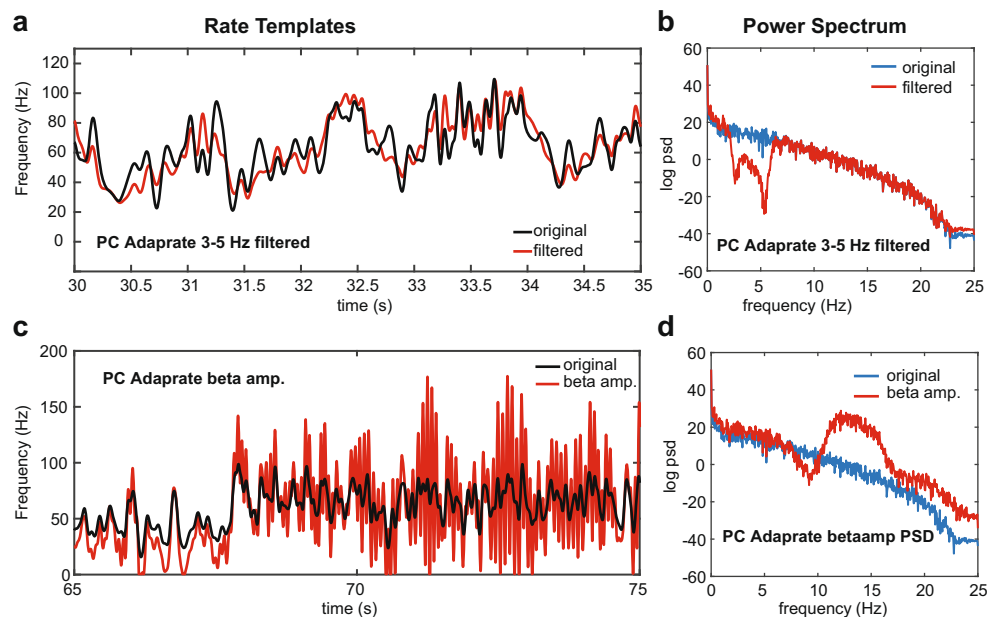 a
Rate Templates
120
100
80
60
40
20
0
Frequency (Hz)
original
filtered
PC Adaprate 3-5 Hz filtered
30 30.5 31 31.5 32 32.5 33 33.5 34 34.5 35
time (s)
b
Power Spectrum
60
40
20
0
-20
-40
-60
log psd
original
filtered
PC Adaprate 3-5 Hz filtered
0 5 10 15 20 25
frequency (Hz)
c
200
150
100
50
0
Frequency (Hz)
PC Adaprate beta amp.
original
beta amp.
65 70 75
time (s)
d
60
40
20
0
-20
-40
-60
log psd
original
beta amp.
PC Adaprate betaamp PSD
0 5 10 15 20 25
frequency (Hz)